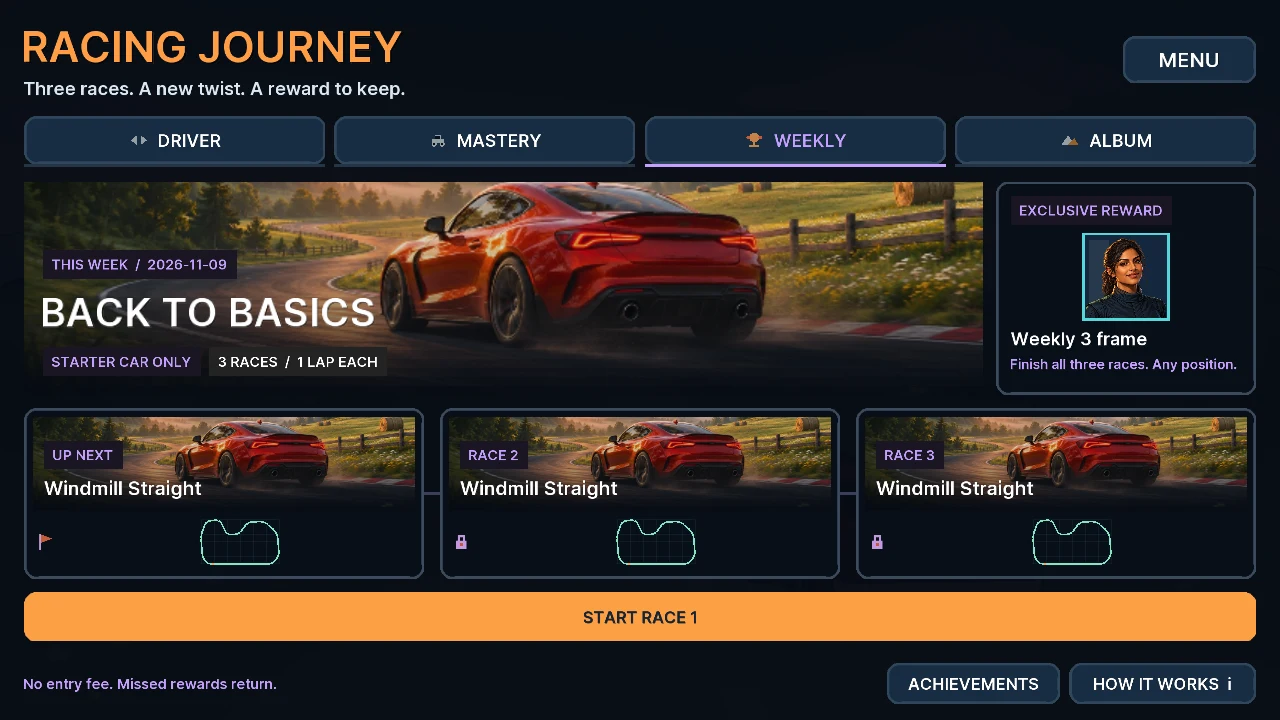 RACING JOURNEY
Three races. A new twist. A reward to keep.
MENU
DRIVER
MASTERY
WEEKLY
ALBUM
THIS WEEK / 2026-11-09
BACK TO BASICS
STARTER CAR ONLY
3 RACES / 1 LAP EACH
EXCLUSIVE REWARD
Weekly 3 frame
Finish all three races. Any position.
UP NEXT
Windmill Straight
RACE 2
Windmill Straight
RACE 3
Windmill Straight
START RACE 1
No entry fee. Missed rewards return.
ACHIEVEMENTS
HOW IT WORKS i